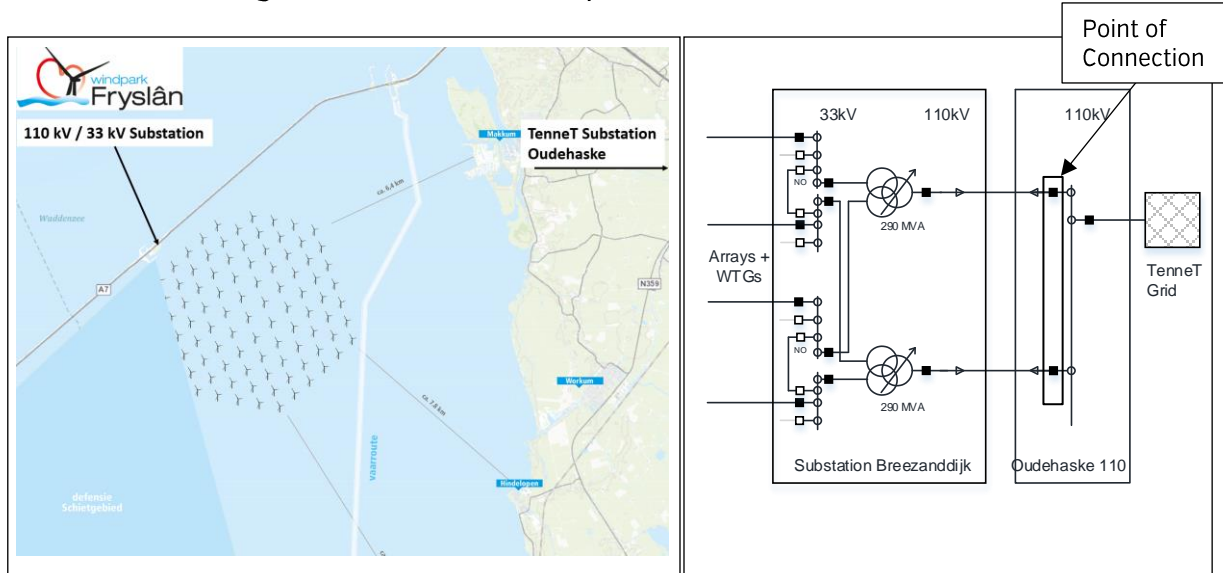 windpark
Fryslân
110 kV / 33 kV Substation
Makkum
TenneT Substation
Oudehaske
ca. 6,4 km
Waddenzee
A7
N359
Workum
ca. 7,8 km
vaarroute
Hindelopen
defensie
Schietgebied
Point of
Connection
33kV
110kV
110kV
NO
290 MVA
Arrays +
WTGs
TenneT
Grid
NO
290 MVA
Substation Breezanddijk
Oudehaske 110